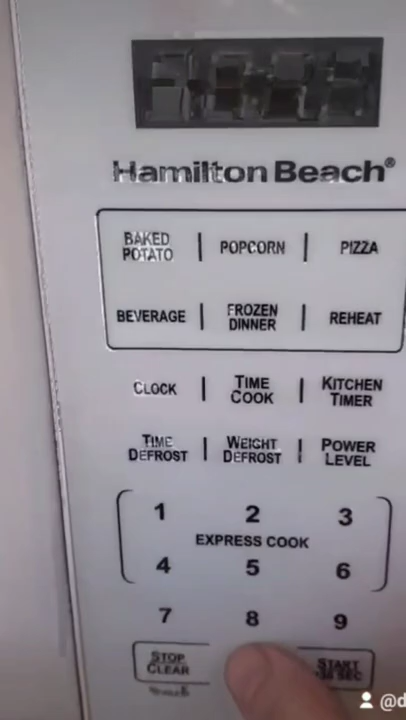 Hamilton Beach®
BAKED POTATO | POPCORN | PIZZA
BEVERAGE | FROZEN DINNER | REHEAT
CLOCK | TIME COOK | KITCHEN TIMER
TIME DEFROST | WEIGHT DEFROST | POWER LEVEL
1 2 3
EXPRESS COOK
4 5 6
7 8 9
STOP CLEAR START
@d